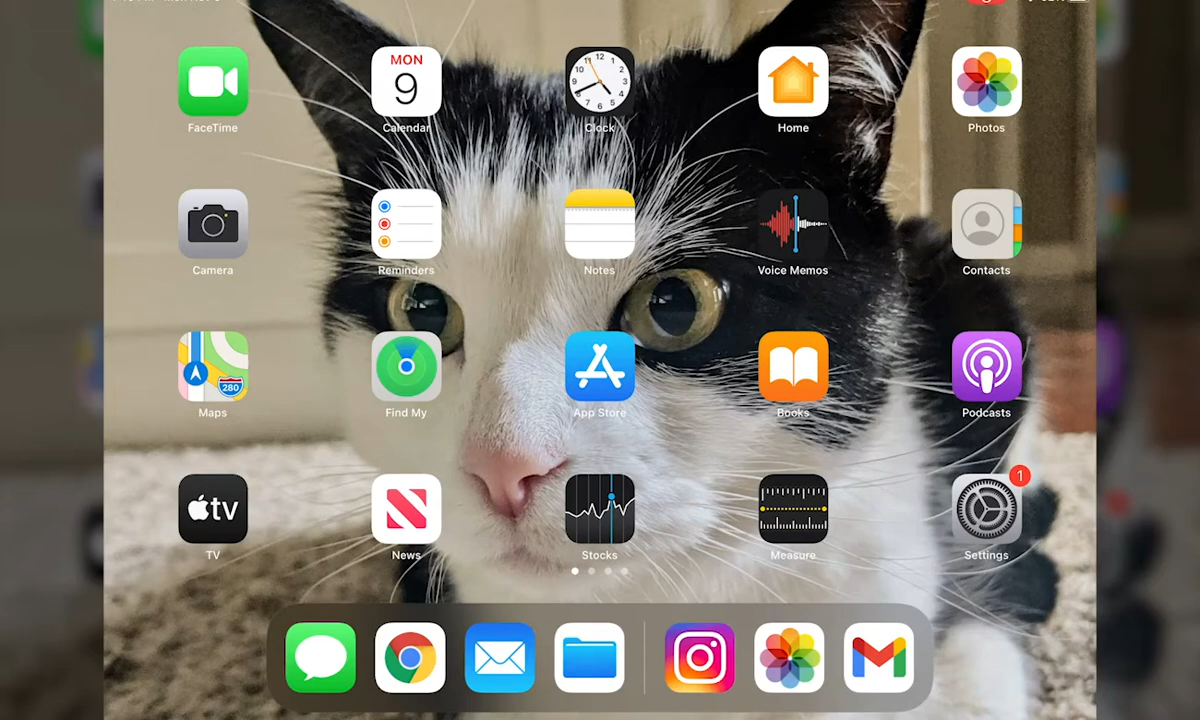 FaceTime
MON
9
Calendar
Clock
Home
Photos
Camera
Reminders
Notes
Voice Memos
Contacts
280
Maps
Find My
App Store
Books
Podcasts
tv
TV
News
Stocks
Measure
1
Settings